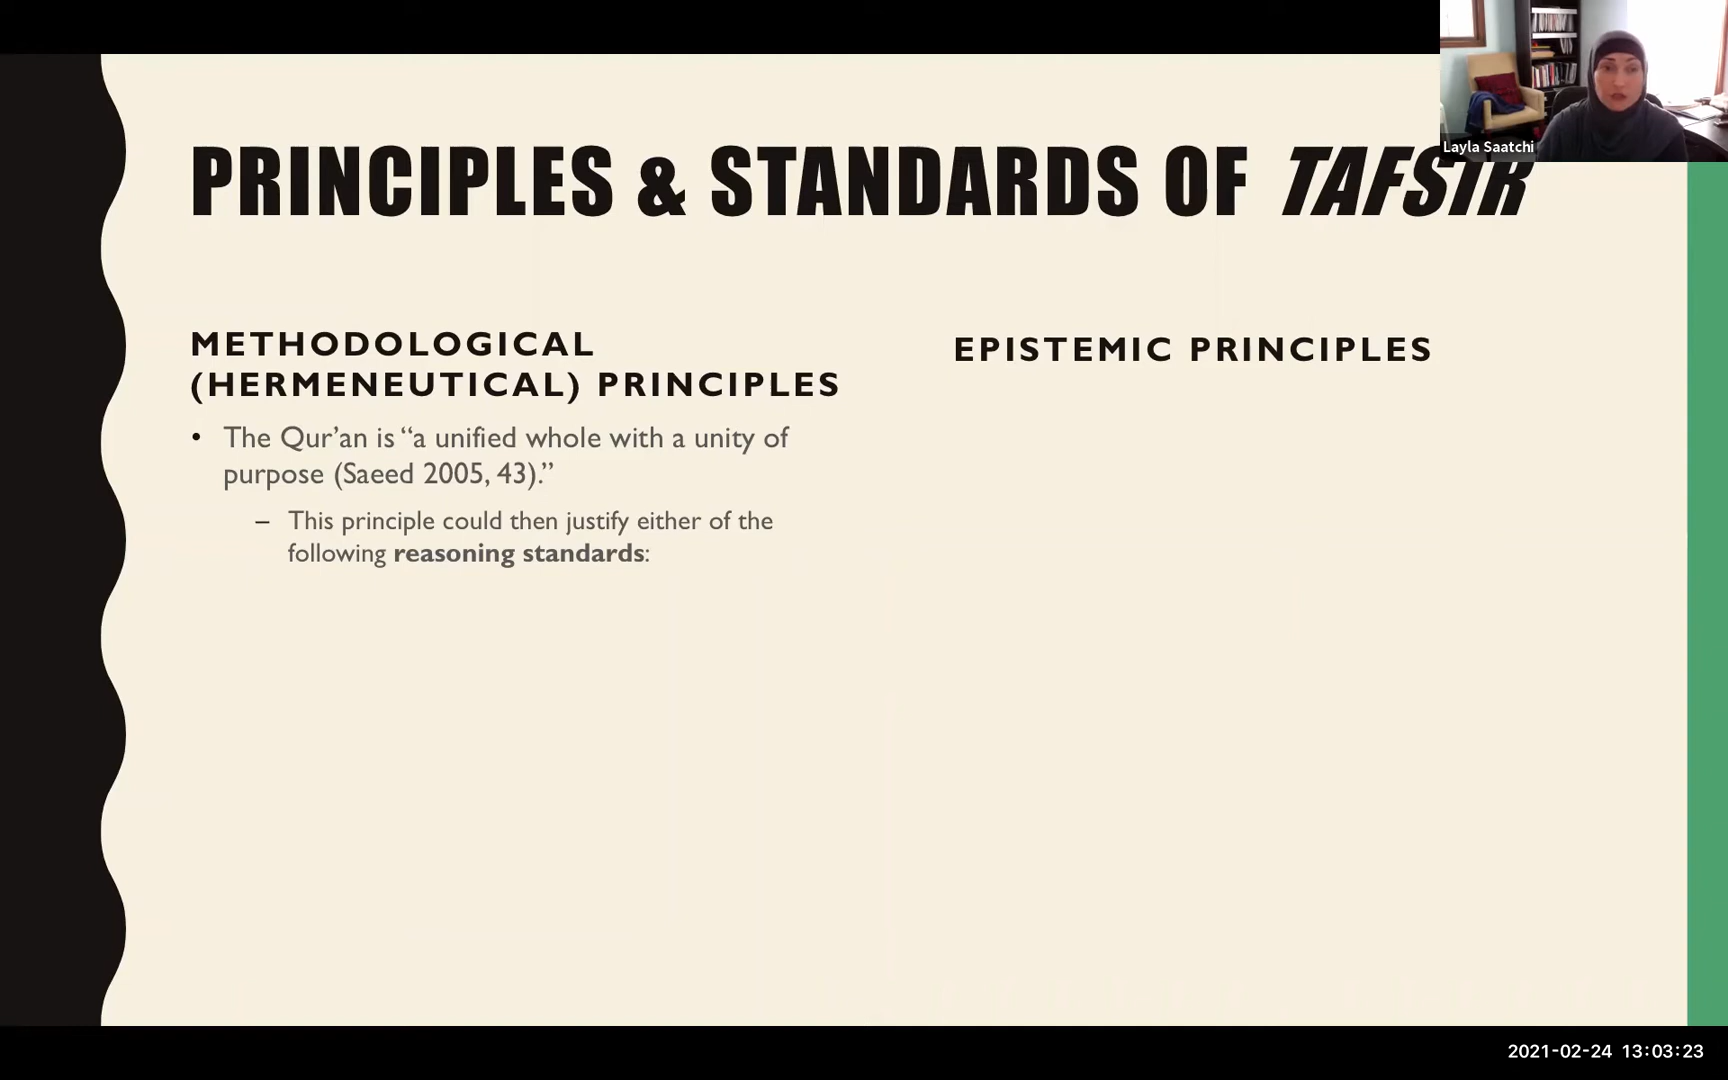 Layla Saatchi
PRINCIPLES & STANDARDS OF TAFSIR
METHODOLOGICAL
(HERMENEUTICAL) PRINCIPLES
• The Qur’an is “a unified whole with a unity of
purpose (Saeed 2005, 43).”
– This principle could then justify either of the
following reasoning standards:
EPISTEMIC PRINCIPLES
2021-02-24 13:03:23